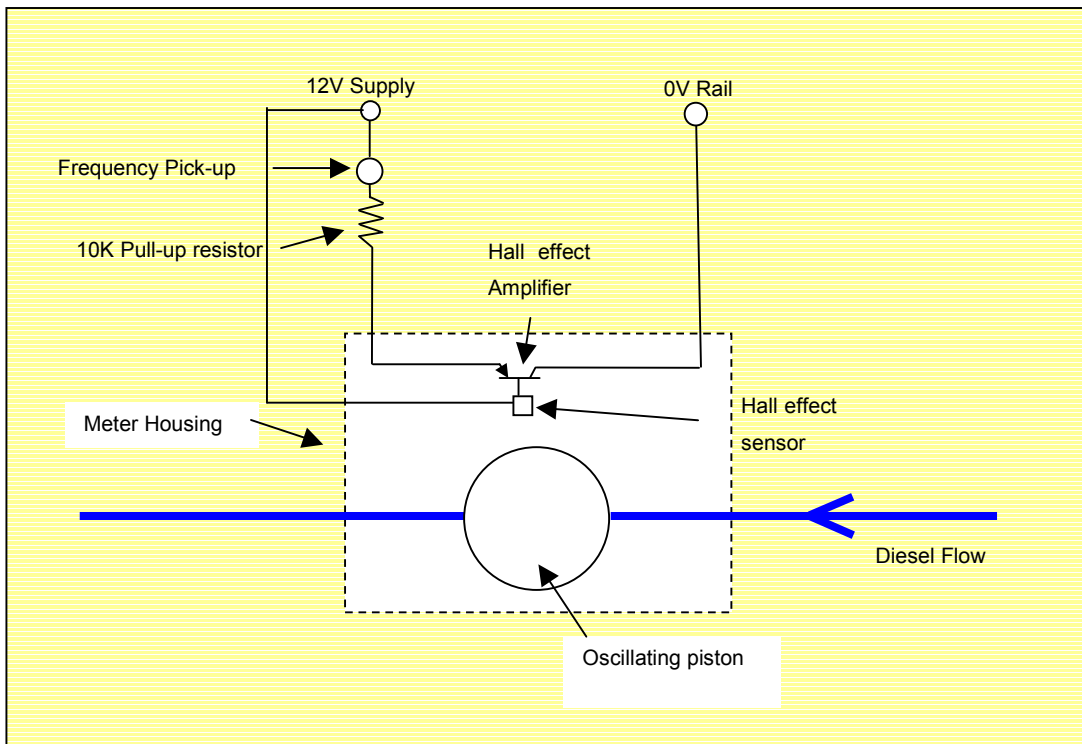 12V Supply
0V Rail
Frequency Pick-up
10K Pull-up resistor
Hall effect
Amplifier
Meter Housing
Hall effect
sensor
Diesel Flow
Oscillating piston